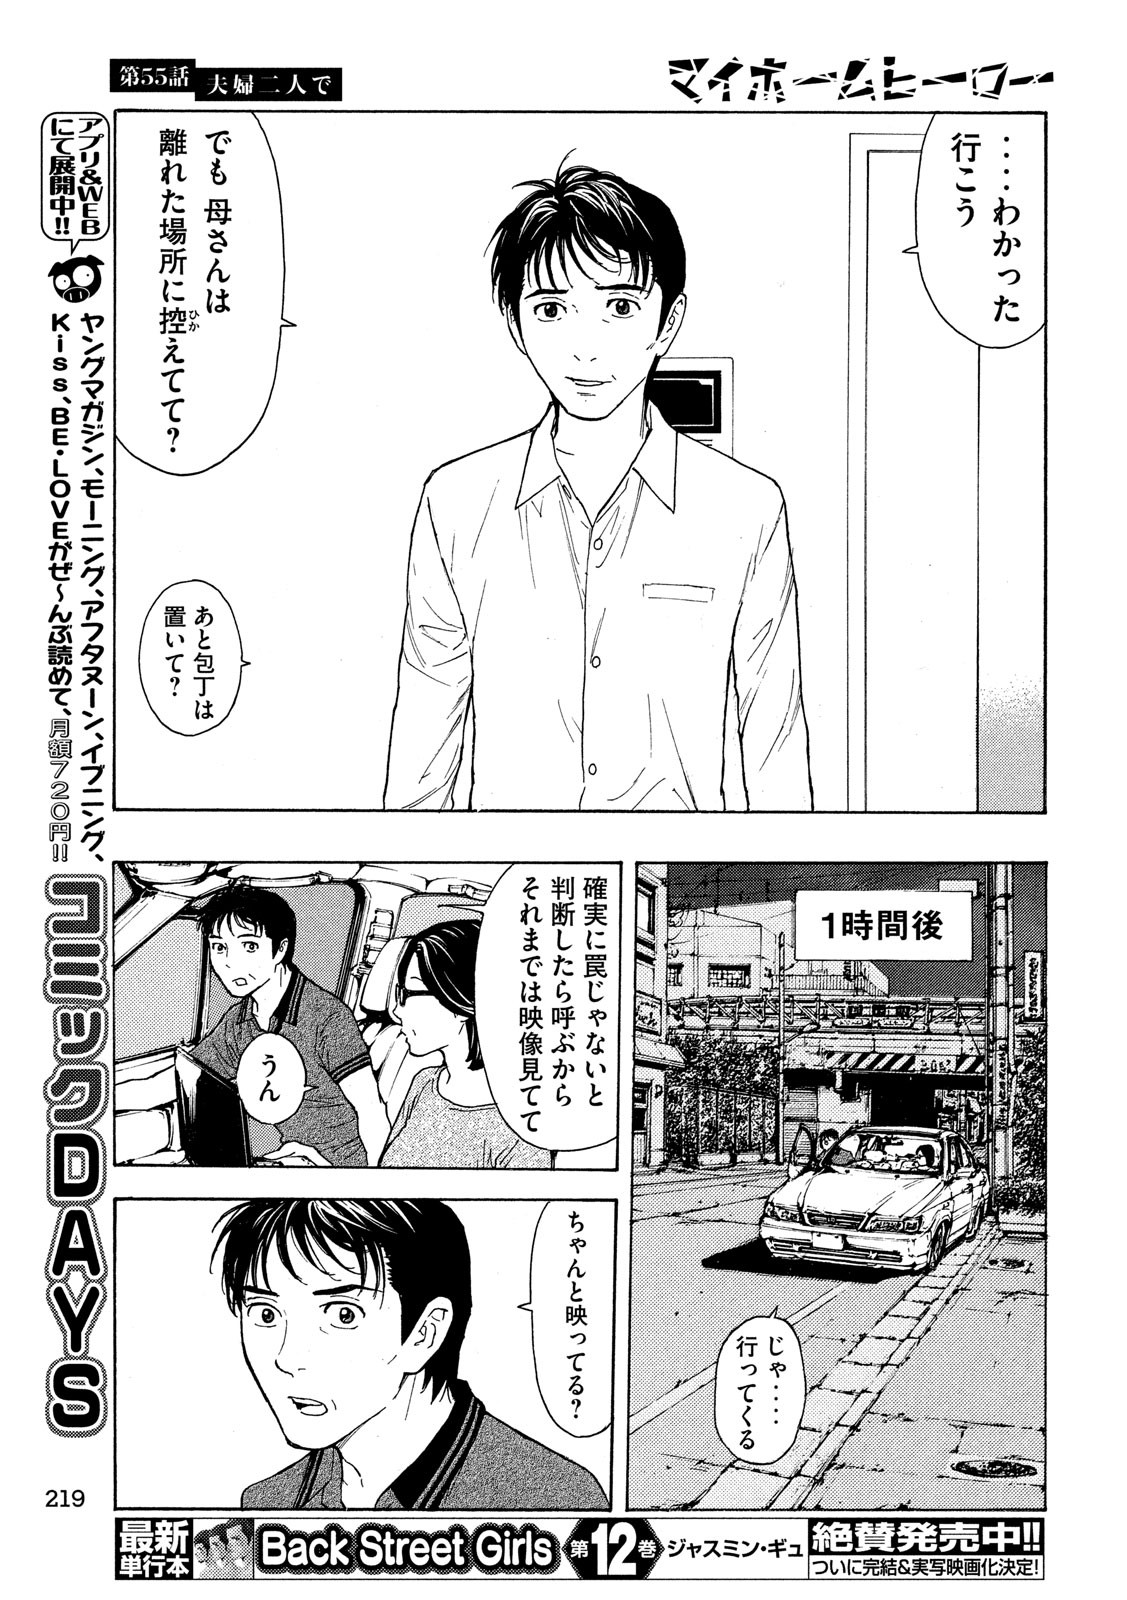 第55話
夫婦二人で
マイホームヒーロー
‥‥わかった
行こう
でも 母さんは
離れた場所に控えてて?
ひか
あと包丁は
置いて?
1時間後
じゃ‥‥
行ってくる
確実に罠じゃないと
判断したら呼ぶから
それまでは映像見てて
うん
ちゃんと映ってる?
アプリ&WEB
にて展開中!!
ヤングマガジン、モーニング、アフタヌーン、イブニング、
Kiss、BE・LOVEがぜ〜んぶ読めて、月額720円!!
コミックDAYS
219
最新
単行本
Back Street Girls
第12巻
ジャスミン・ギュ
絶賛発売中!!
ついに完結&実写映画化決定!